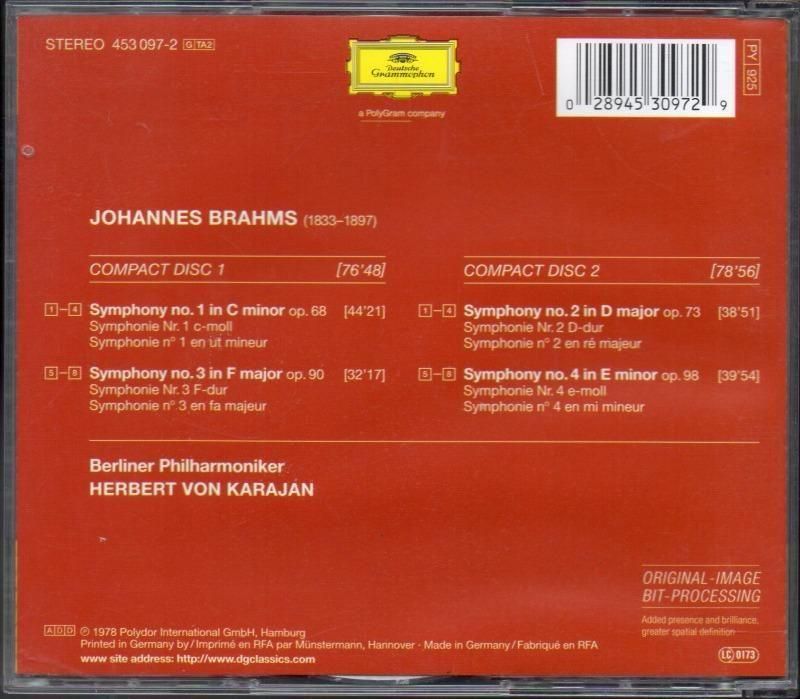 STEREO 453 097-2 G TA2
Deutsche
Grammophon
a PolyGram company
0 28945 30972 9
PY 925
JOHANNES BRAHMS (1833–1897)
COMPACT DISC 1 [76'48]
1–4 Symphony no. 1 in C minor op. 68 [44'21]
Symphonie Nr. 1 c-moll
Symphonie n° 1 en ut mineur
5–8 Symphony no. 3 in F major op. 90 [32'17]
Symphonie Nr. 3 F-dur
Symphonie n° 3 en fa majeur
COMPACT DISC 2 [78'56]
1–4 Symphony no. 2 in D major op. 73 [38'51]
Symphonie Nr. 2 D-dur
Symphonie n° 2 en ré majeur
5–8 Symphony no. 4 in E minor op. 98 [39'54]
Symphonie Nr. 4 e-moll
Symphonie n° 4 en mi mineur
Berliner Philharmoniker
HERBERT VON KARAJAN
ORIGINAL-IMAGE
BIT-PROCESSING
Added presence and brilliance,
greater spatial definition
ADD ℗ 1978 Polydor International GmbH, Hamburg
Printed in Germany by / Imprimé en RFA par Münstermann, Hannover · Made in Germany / Fabriqué en RFA
www site address: http://www.dgclassics.com
LC 0173